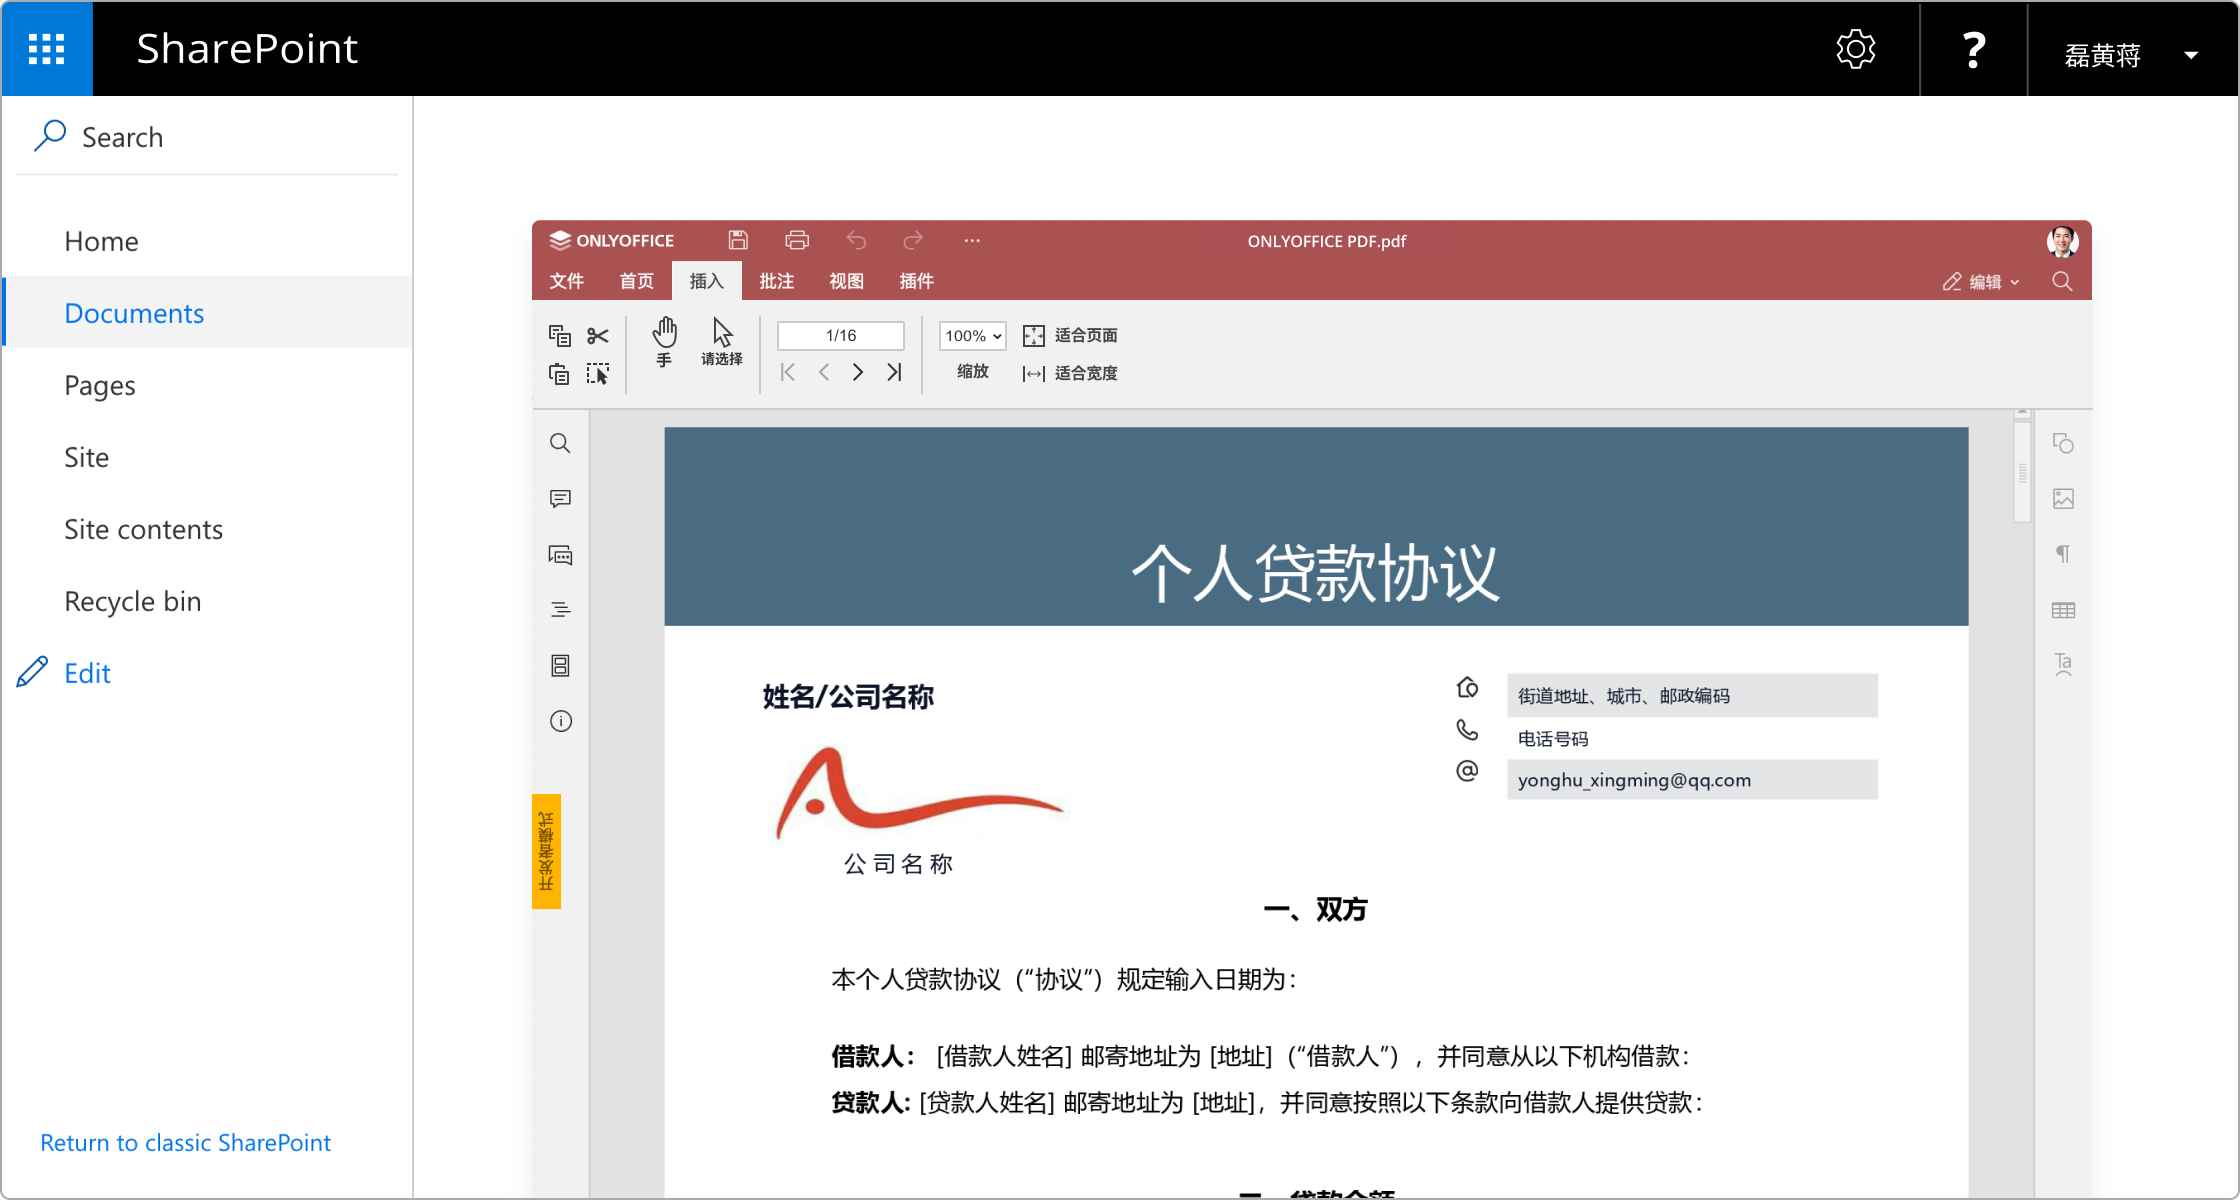 SharePoint
?
磊黄蒋
Search
Home
Documents
Pages
Site
Site contents
Recycle bin
Edit
Return to classic SharePoint
ONLYOFFICE
ONLYOFFICE PDF.pdf
文件 首页 插入 批注 视图 插件
编辑
手
请选择
1/16
100%
缩放
适合页面
适合宽度
开发者模式
个人贷款协议
姓名/公司名称
公司名称
街道地址、城市、邮政编码
电话号码
yonghu_xingming@qq.com
一、双方
本个人贷款协议（“协议”）规定输入日期为：
借款人： [借款人姓名] 邮寄地址为 [地址]（“借款人”），并同意从以下机构借款：
贷款人: [贷款人姓名] 邮寄地址为 [地址]，并同意按照以下条款向借款人提供贷款：